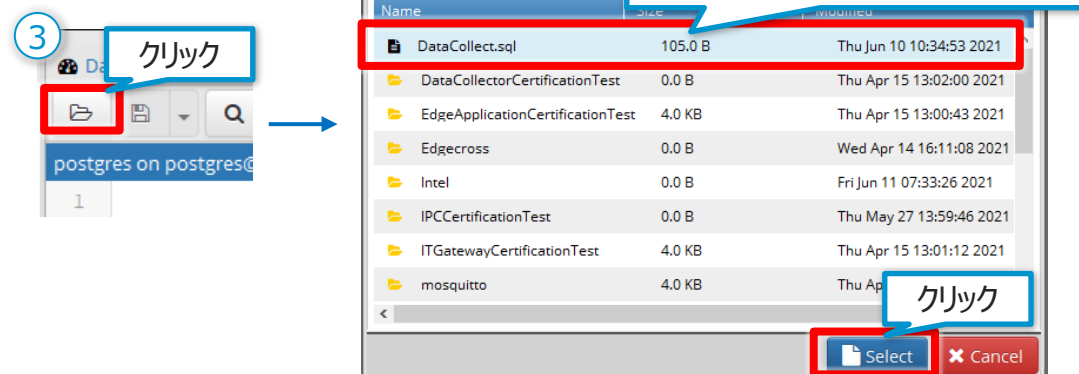 3
クリック
Da
postgres on postgres@
1
Name Size Modified
DataCollect.sql 105.0 B Thu Jun 10 10:34:53 2021
DataCollectorCertificationTest 0.0 B Thu Apr 15 13:02:00 2021
EdgeApplicationCertificationTest 4.0 KB Thu Apr 15 13:00:43 2021
Edgecross 0.0 B Wed Apr 14 16:11:08 2021
Intel 0.0 B Fri Jun 11 07:33:26 2021
IPCCertificationTest 0.0 B Thu May 27 13:59:46 2021
ITGatewayCertificationTest 4.0 KB Thu Apr 15 13:01:12 2021
mosquitto 4.0 KB Thu Ap
クリック
Select Cancel